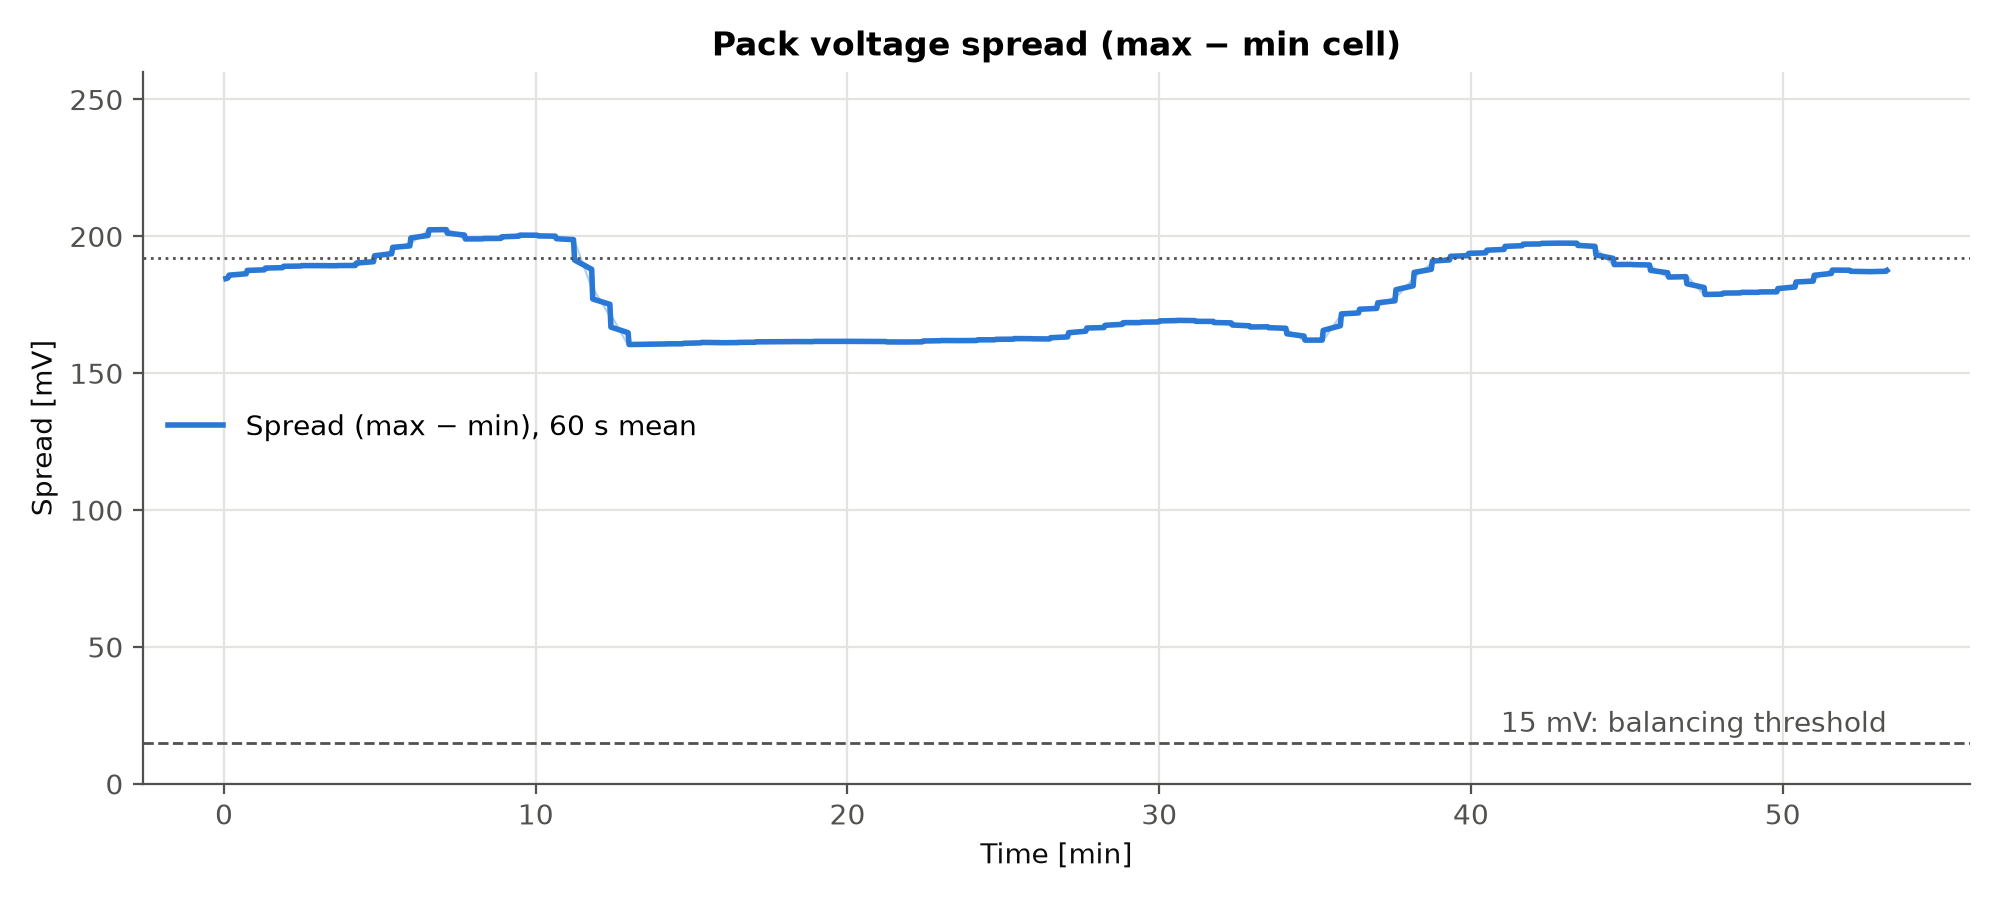 Pack voltage spread (max − min cell)
250
200
150
100
50
0
Spread [mV]
Spread (max − min), 60 s mean
15 mV: balancing threshold
0 10 20 30 40 50
Time [min]